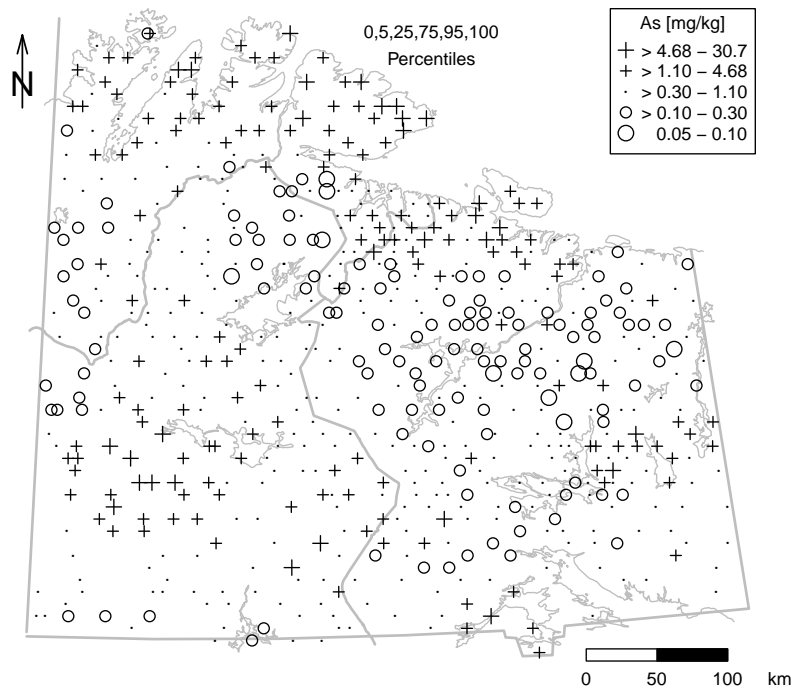 0,5,25,75,95,100
Percentiles
As [mg/kg]
> 4.68 – 30.7
> 1.10 – 4.68
> 0.30 – 1.10
> 0.10 – 0.30
0.05 – 0.10
N
0 50 100 km